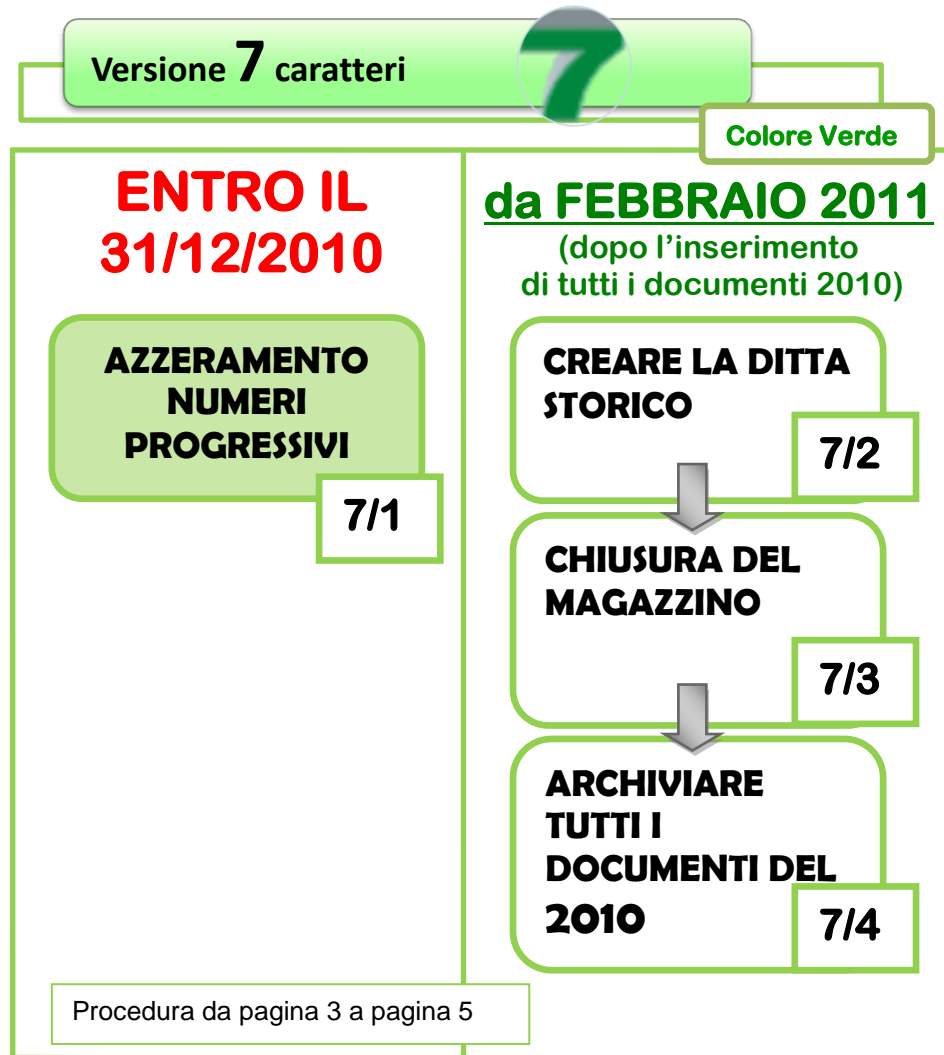 Versione 7 caratteri
7
Colore Verde
ENTRO IL
31/12/2010
AZZERAMENTO
NUMERI
PROGRESSIVI
7/1
da FEBBRAIO 2011
(dopo l’inserimento
di tutti i documenti 2010)
CREARE LA DITTA
STORICO
7/2
CHIUSURA DEL
MAGAZZINO
7/3
ARCHIVIARE
TUTTI I
DOCUMENTI DEL
2010
7/4
Procedura da pagina 3 a pagina 5